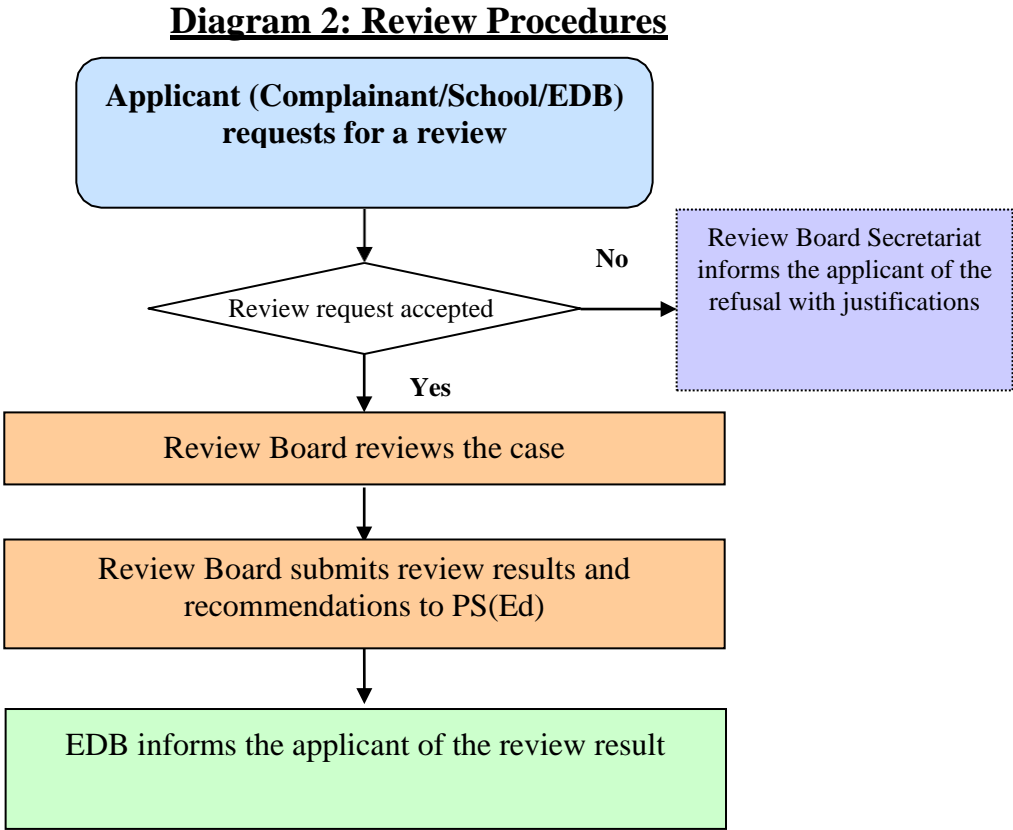 Diagram 2: Review Procedures
Applicant (Complainant/School/EDB)
requests for a review
Review request accepted
No
Review Board Secretariat
informs the applicant of the
refusal with justifications
Yes
Review Board reviews the case
Review Board submits review results and
recommendations to PS(Ed)
EDB informs the applicant of the review result